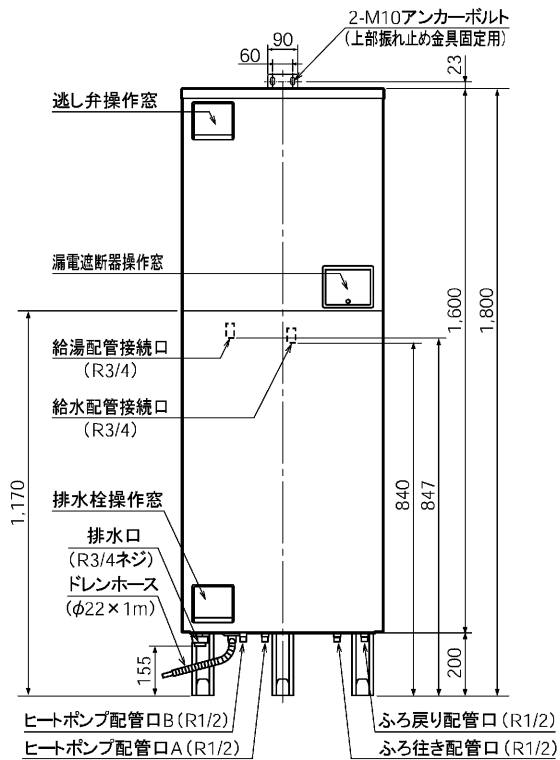 2-M10アンカーボルト
(上部振れ止め金具固定用)
90
60
23
逃し弁操作窓
漏電遮断器操作窓
1,600
1,800
給湯配管接続口
(R3/4)
給水配管接続口
(R3/4)
1,170
840
847
排水栓操作窓
排水口
(R3/4ネジ)
ドレンホース
(φ22×1m)
155
200
ヒートポンプ配管口B(R1/2)
ヒートポンプ配管口A(R1/2)
ふろ戻り配管口(R1/2)
ふろ往き配管口(R1/2)